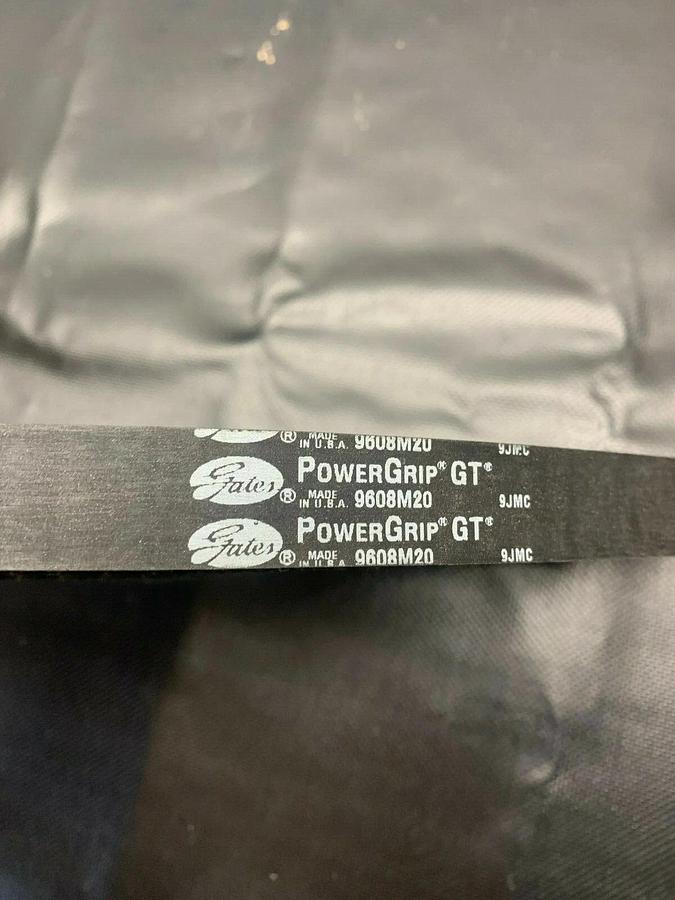 ® MADE IN U.S.A. 9608M20 9JMC
Gates ® POWERGRIP® GT®
MADE IN U.S.A. 9608M20 9JMC
Gates ® POWERGRIP® GT®
MADE IN U.S.A. 9608M20 9JMC